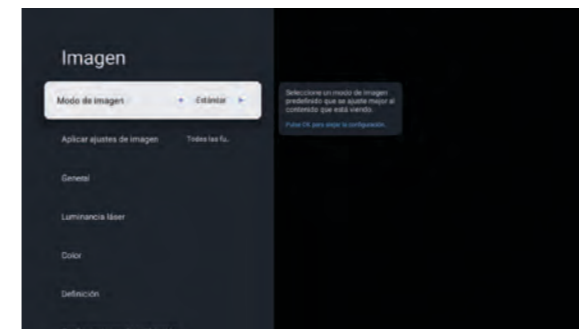 Imagen
Modo de imagen Estándar
Aplicar ajustes de imagen Todas las fu..
General
Luminancia láser
Color
Definición
Seleccione un modo de imagen
predefinido que se ajuste mejor al
contenido que está viendo.
Pulse OK para elegir la configuración.